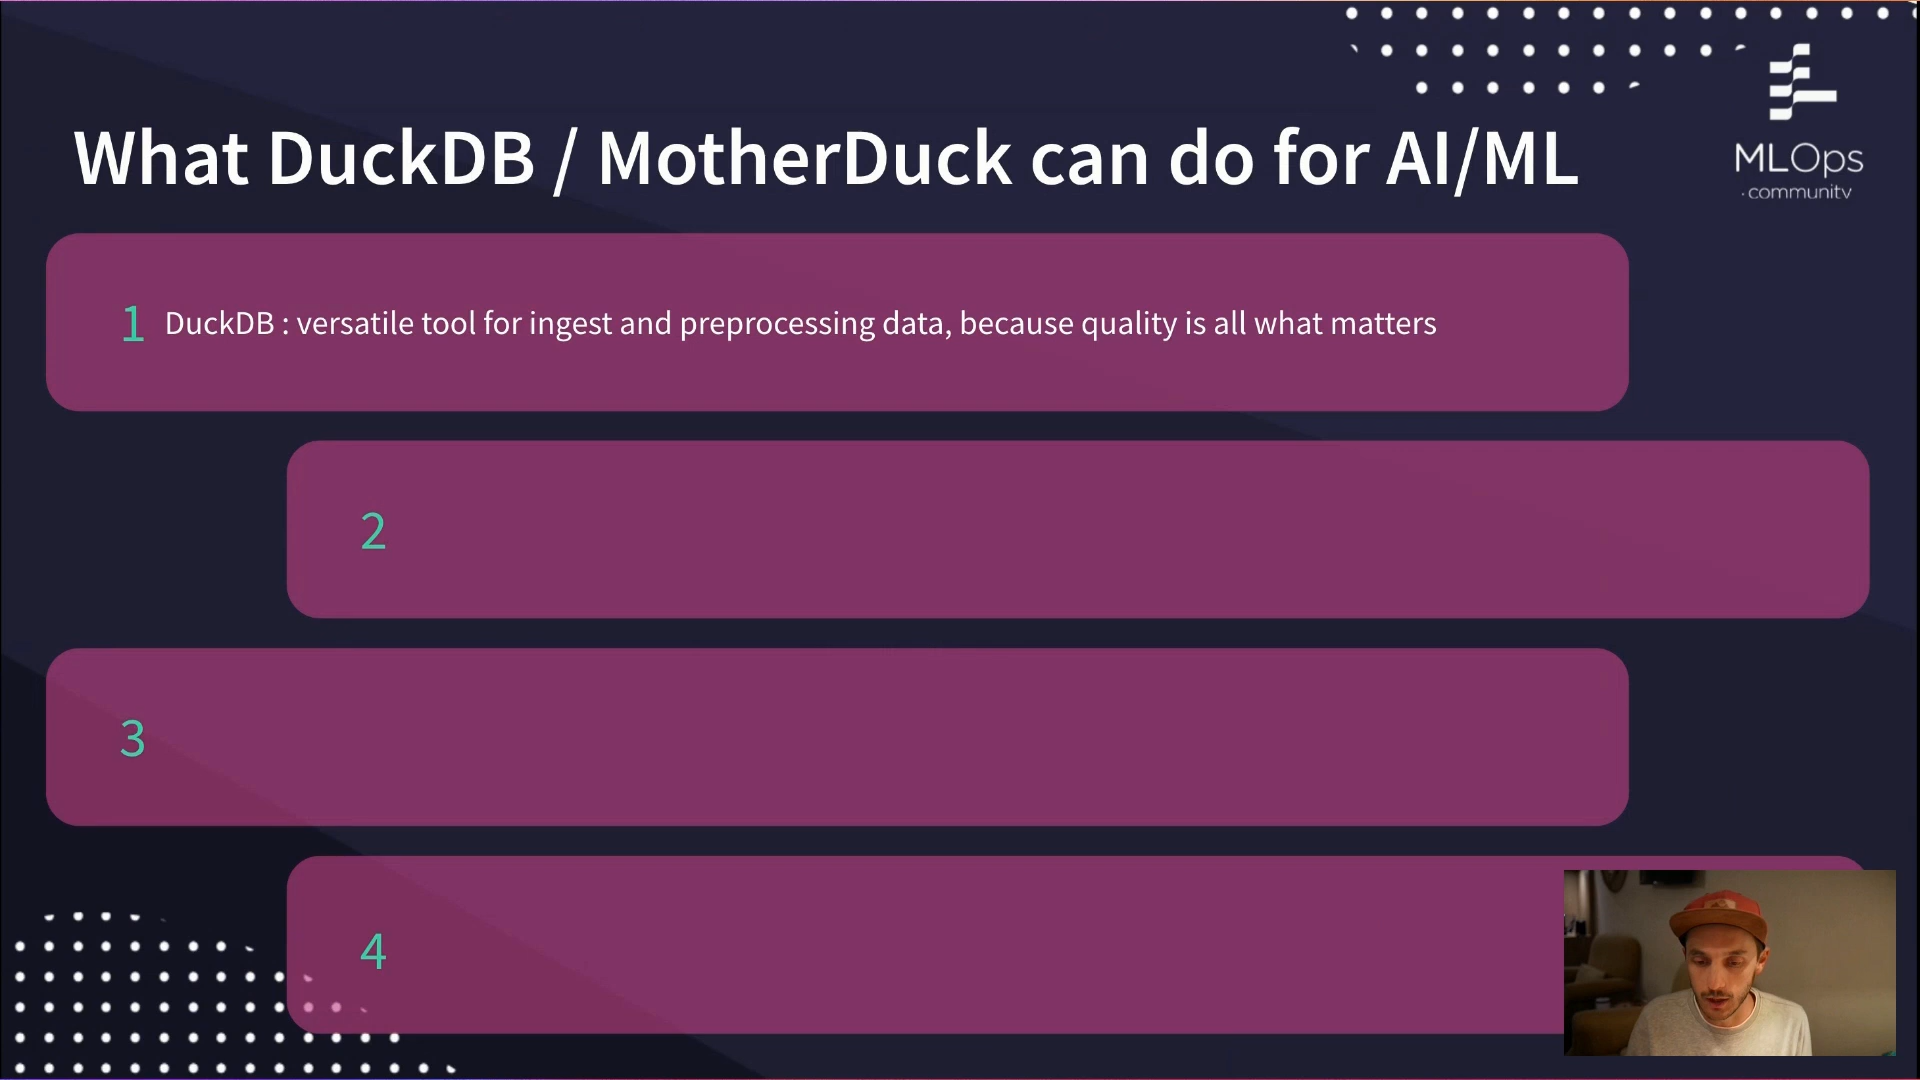 What DuckDB / MotherDuck can do for AI/ML
MLOps
.community
1 DuckDB : versatile tool for ingest and preprocessing data, because quality is all what matters
2
3
4